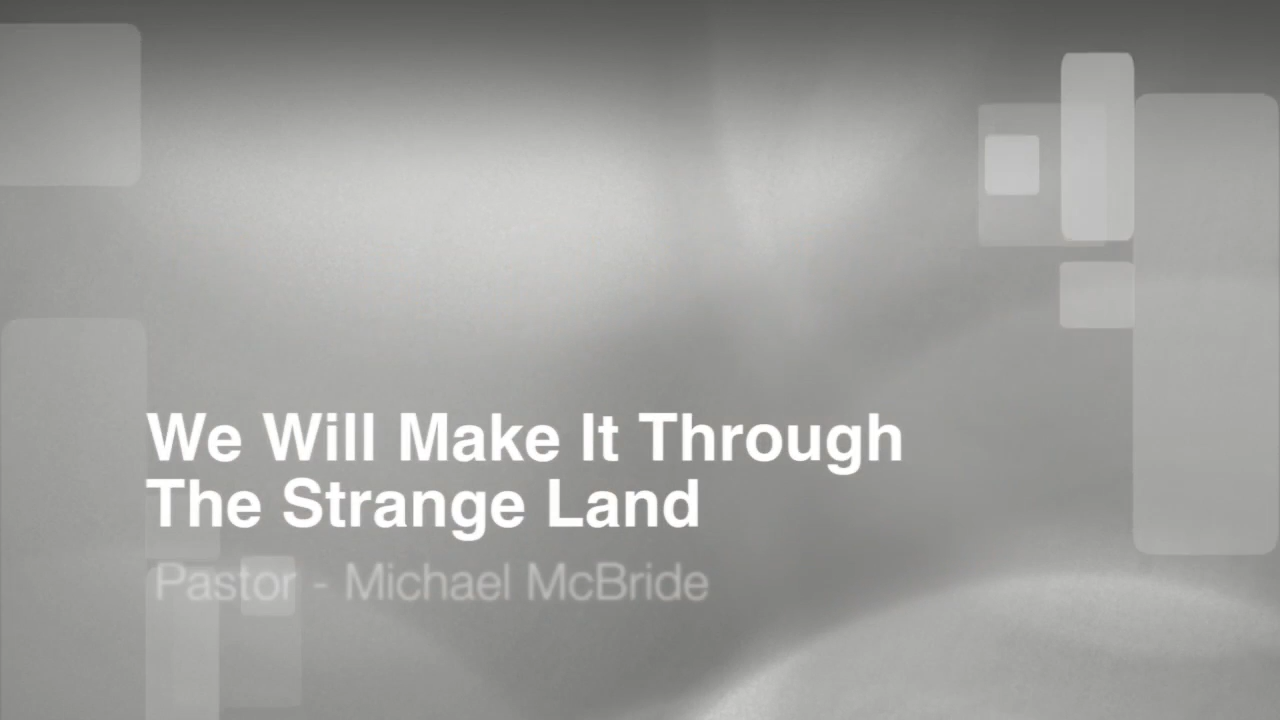 We Will Make It Through
The Strange Land
Pastor - Michael McBride